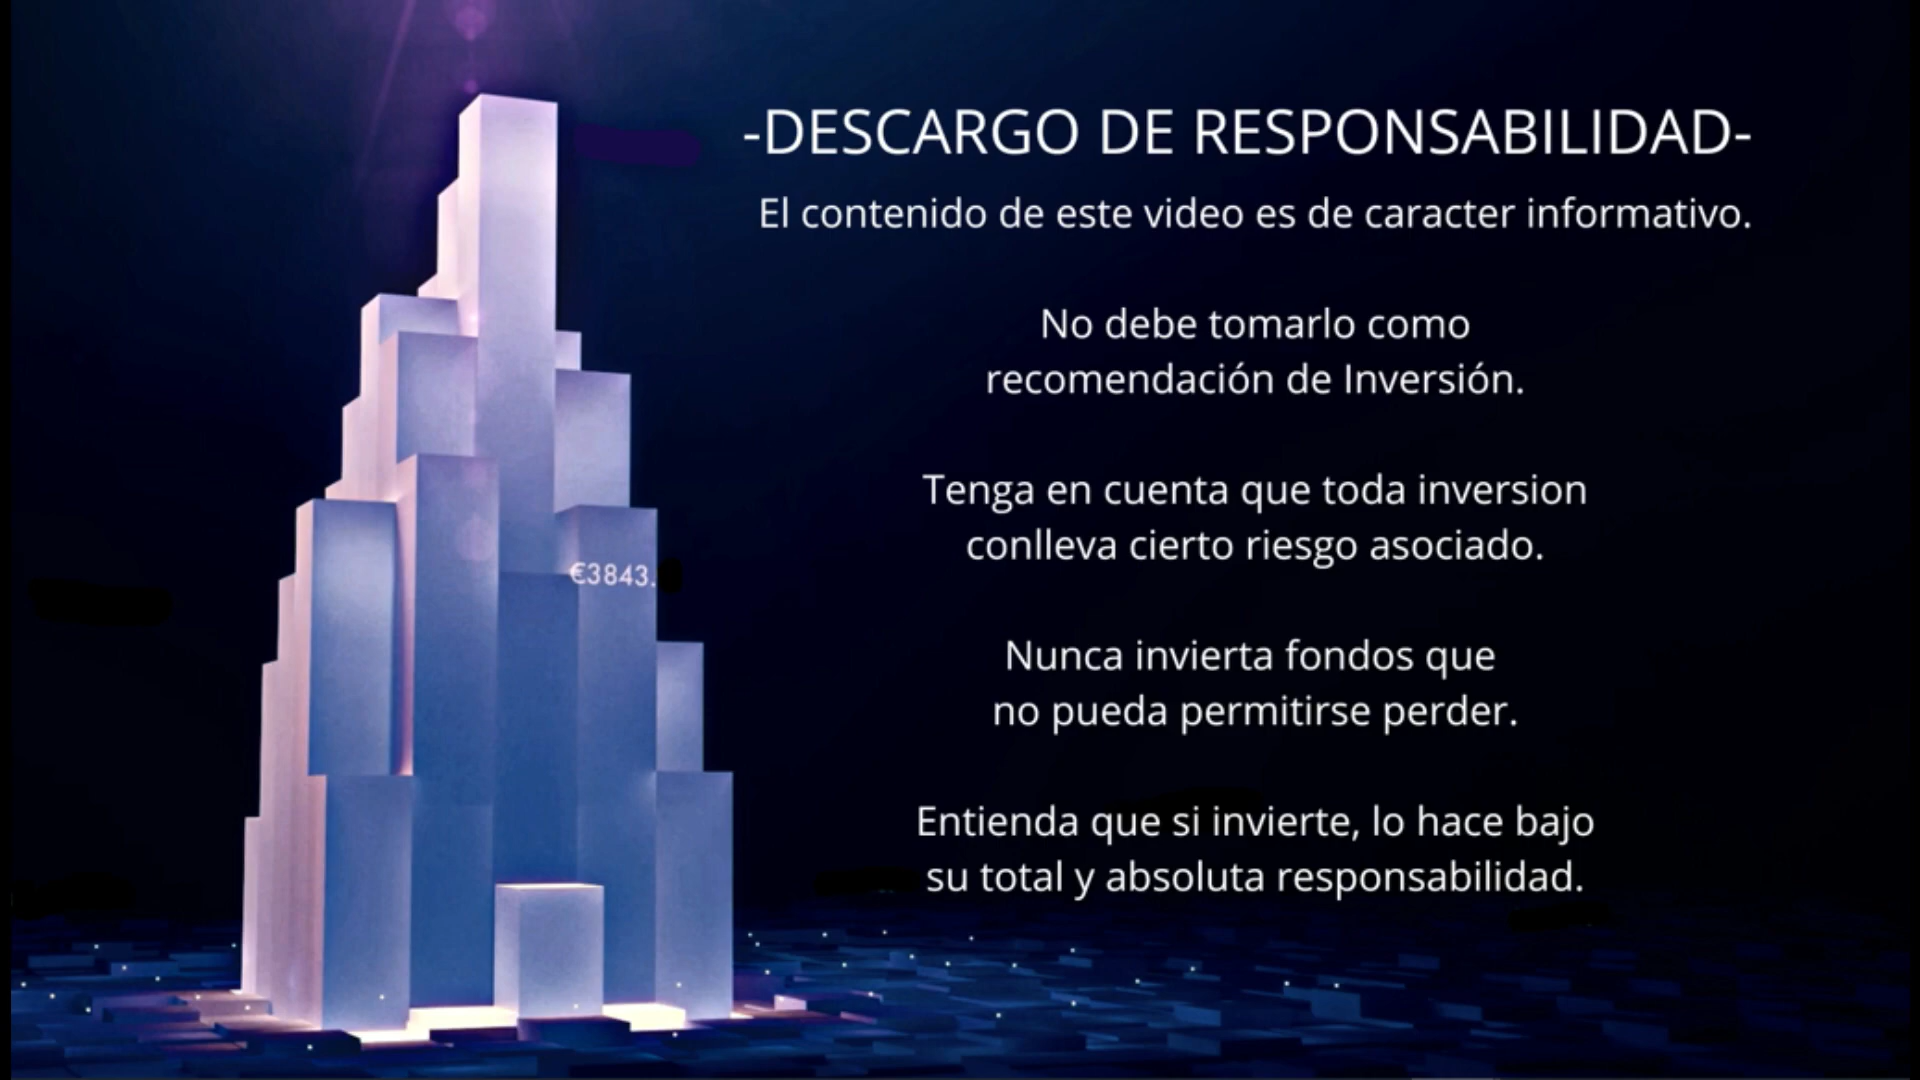 -DESCARGO DE RESPONSABILIDAD-
El contenido de este video es de caracter informativo.
No debe tomarlo como
recomendación de Inversión.
Tenga en cuenta que toda inversion
conlleva cierto riesgo asociado.
€3843.
Nunca invierta fondos que
no pueda permitirse perder.
Entienda que si invierte, lo hace bajo
su total y absoluta responsabilidad.